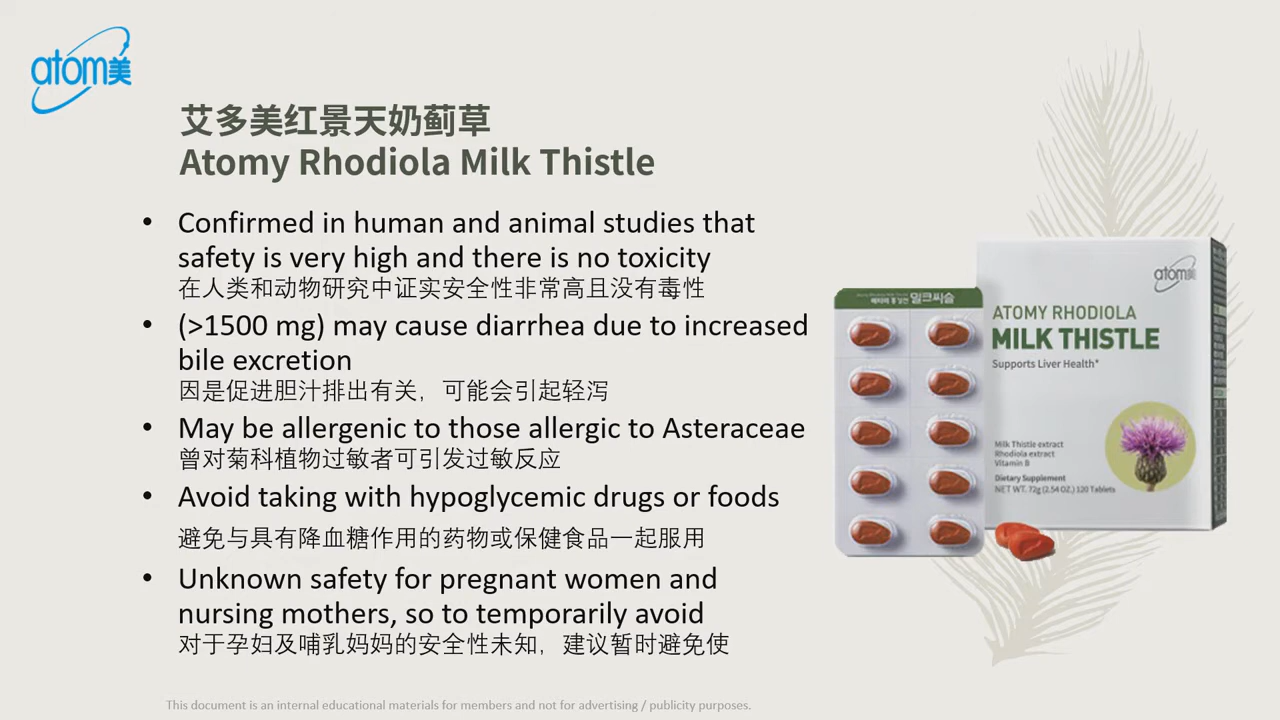 atom美
艾多美红景天奶蓟草
Atomy Rhodiola Milk Thistle
• Confirmed in human and animal studies that
safety is very high and there is no toxicity
在人类和动物研究中证实安全性非常高且没有毒性
• (>1500 mg) may cause diarrhea due to increased
bile excretion
因是促进胆汁排出有关，可能会引起轻泻
• May be allergenic to those allergic to Asteraceae
曾对菊科植物过敏者可引发过敏反应
• Avoid taking with hypoglycemic drugs or foods
避免与具有降血糖作用的药物或保健食品一起服用
• Unknown safety for pregnant women and
nursing mothers, so to temporarily avoid
对于孕妇及哺乳妈妈的安全性未知，建议暂时避免使
밀크씨슬
atom美
ATOMY RHODIOLA
MILK THISTLE
Supports Liver Health*
Milk Thistle extract
Rhodiola extract
Vitamin B
Dietary Supplement
NET WT. 72g (2.54 OZ.) 120 Tablets
This document is an internal educational materials for members and not for advertising / publicity purposes.